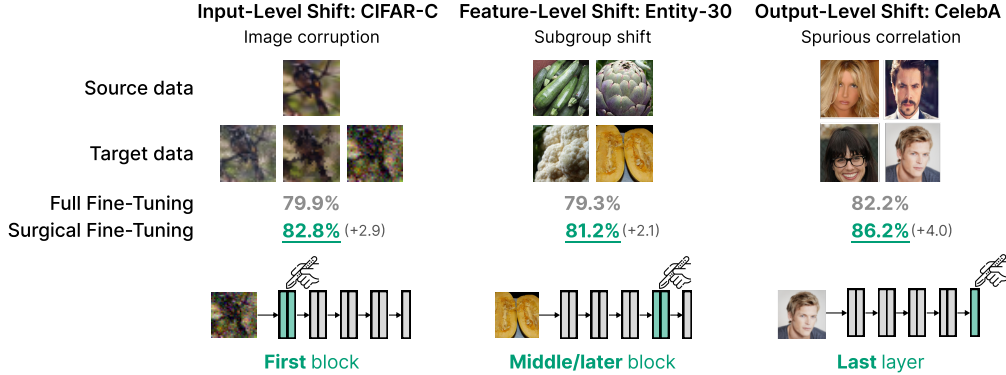 Input-Level Shift: CIFAR-C
Image corruption
Feature-Level Shift: Entity-30
Subgroup shift
Output-Level Shift: CelebA
Spurious correlation
Source data
Target data
Full Fine-Tuning 79.9% 79.3% 82.2%
Surgical Fine-Tuning 82.8% (+2.9) 81.2% (+2.1) 86.2% (+4.0)
First block
Middle/later block
Last layer